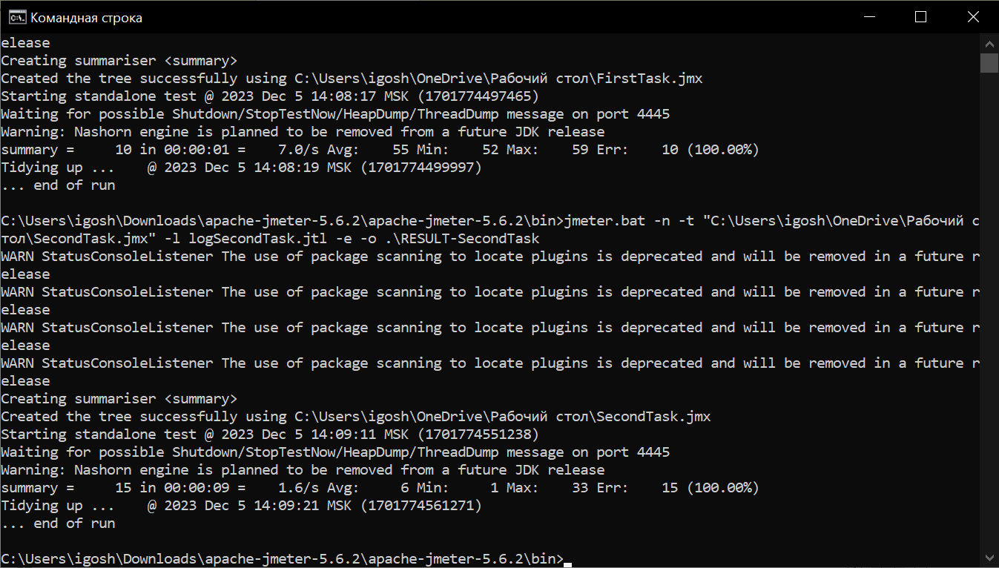 Командная строка
elease
Creating summariser <summary>
Created the tree successfully using C:\Users\igosh\OneDrive\Рабочий стол\FirstTask.jmx
Starting standalone test @ 2023 Dec 5 14:08:17 MSK (1701774497465)
Waiting for possible Shutdown/StopTestNow/HeapDump/ThreadDump message on port 4445
Warning: Nashorn engine is planned to be removed from a future JDK release
summary =     10 in 00:00:01 =    7.0/s Avg:    55 Min:    52 Max:    59 Err:    10 (100.00%)
Tidying up ...    @ 2023 Dec 5 14:08:19 MSK (1701774499997)
... end of run
C:\Users\igosh\Downloads\apache-jmeter-5.6.2\apache-jmeter-5.6.2\bin>jmeter.bat -n -t "C:\Users\igosh\OneDrive\Рабочий с
тол\SecondTask.jmx" -l logSecondTask.jtl -e -o .\RESULT-SecondTask
WARN StatusConsoleListener The use of package scanning to locate plugins is deprecated and will be removed in a future r
elease
WARN StatusConsoleListener The use of package scanning to locate plugins is deprecated and will be removed in a future r
elease
WARN StatusConsoleListener The use of package scanning to locate plugins is deprecated and will be removed in a future r
elease
WARN StatusConsoleListener The use of package scanning to locate plugins is deprecated and will be removed in a future r
elease
Creating summariser <summary>
Created the tree successfully using C:\Users\igosh\OneDrive\Рабочий стол\SecondTask.jmx
Starting standalone test @ 2023 Dec 5 14:09:11 MSK (1701774551238)
Waiting for possible Shutdown/StopTestNow/HeapDump/ThreadDump message on port 4445
Warning: Nashorn engine is planned to be removed from a future JDK release
summary =     15 in 00:00:09 =    1.6/s Avg:     6 Min:     1 Max:    33 Err:    15 (100.00%)
Tidying up ...    @ 2023 Dec 5 14:09:21 MSK (1701774561271)
... end of run
C:\Users\igosh\Downloads\apache-jmeter-5.6.2\apache-jmeter-5.6.2\bin>